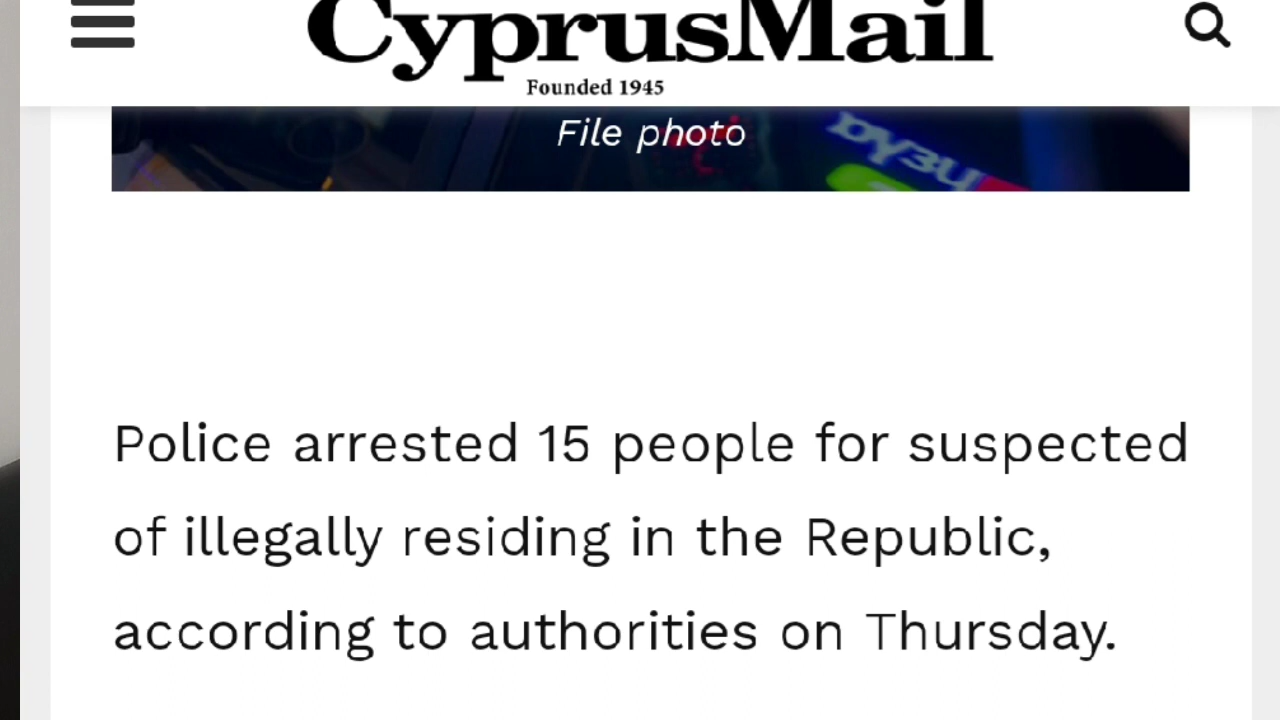 CyprusMail
Founded 1945
File photo
Police arrested 15 people for suspected
of illegally residing in the Republic,
according to authorities on Thursday.